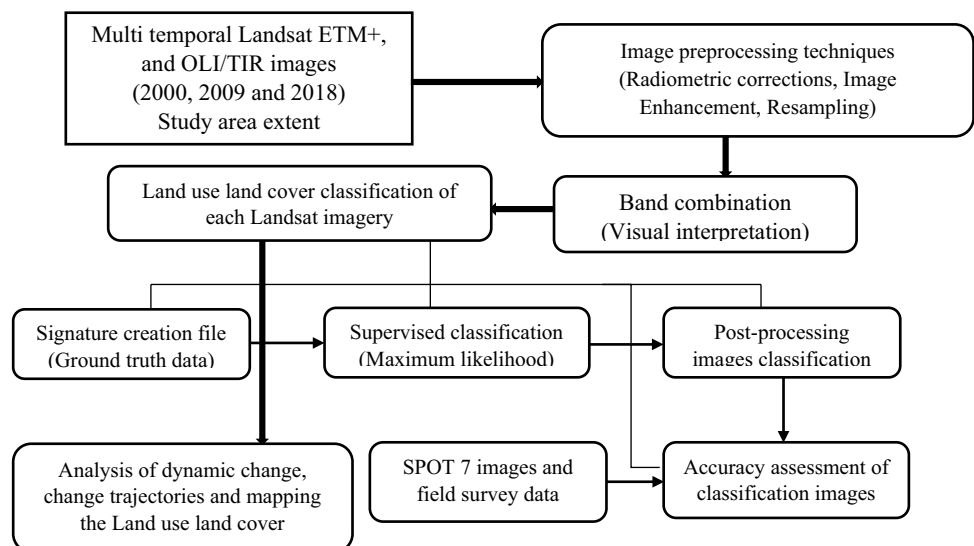 Multi temporal Landsat ETM+,
and OLI/TIR images
(2000, 2009 and 2018)
Study area extent
Image preprocessing techniques
(Radiometric corrections, Image
Enhancement, Resampling)
Land use land cover classification of
each Landsat imagery
Band combination
(Visual interpretation)
Signature creation file
(Ground truth data)
Supervised classification
(Maximum likelihood)
Post-processing
images classification
Analysis of dynamic change,
change trajectories and mapping
the Land use land cover
SPOT 7 images and
field survey data
Accuracy assessment of
classification images